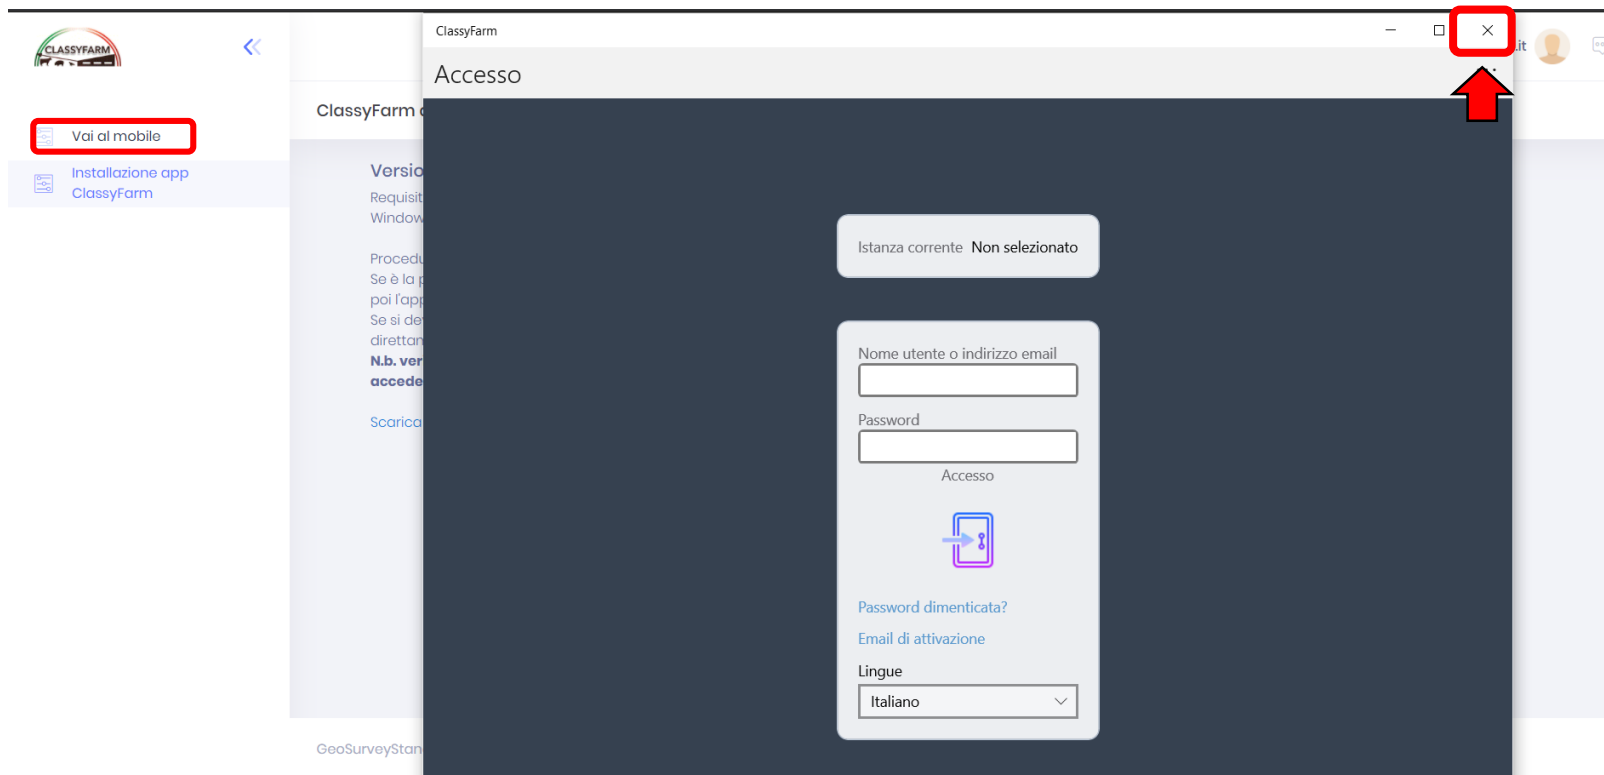 CLASSYFARM
Vai al mobile
Installazione app
ClassyFarm
ClassyFarm
Versio
Requisit
Window
Procedu
Se è la p
poi l'app
Se si de
direttan
N.b. ver
accede
Scarica
GeoSurveyStan
.it
ClassyFarm
Accesso
Istanza corrente Non selezionato
Nome utente o indirizzo email
Password
Accesso
Password dimenticata?
Email di attivazione
Lingue
Italiano